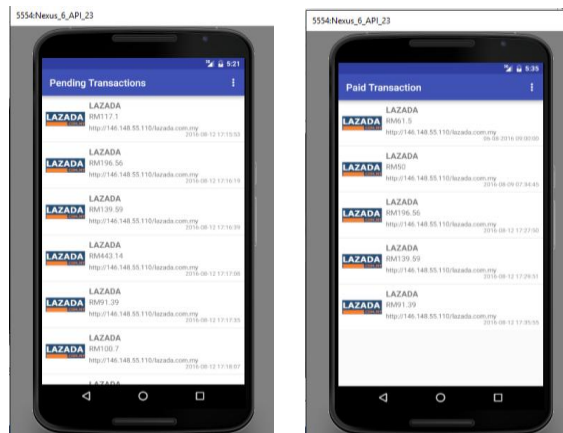 5554:Nexus_6_API_23
5:21
Pending Transactions
LAZADA
RM117.1
LAZADA
http://146.148.55.110/lazada.com.my
2016-08-12 17:15:53
LAZADA
RM196.56
LAZADA
http://146.148.55.110/lazada.com.my
2016-08-12 17:16:14
LAZADA
RM139.59
LAZADA
http://146.148.55.110/lazada.com.my
2016-08-12 17:16:39
LAZADA
RM443.14
LAZADA
http://146.148.55.110/lazada.com.my
2016-08-12 17:17:08
LAZADA
RM91.39
LAZADA
http://146.148.55.110/lazada.com.my
2016-08-12 17:17:35
LAZADA
RM100.7
LAZADA
http://146.148.55.110/lazada.com.my
2016-08-12 17:18:07
LAZADA
5554:Nexus_6_API_23
5:35
Paid Transaction
LAZADA
RM61.5
LAZADA
http://146.148.55.110/lazada.com.my
06-08-2016 09:00:00
LAZADA
RM50
LAZADA
http://146.148.55.110/lazada.com.my
2016-08-09 07:34:45
LAZADA
RM196.56
LAZADA
http://146.148.55.110/lazada.com.my
2016-08-12 17:27:50
LAZADA
RM139.59
LAZADA
http://146.148.55.110/lazada.com.my
2016-08-12 17:29:51
LAZADA
RM91.39
LAZADA
http://146.148.55.110/lazada.com.my